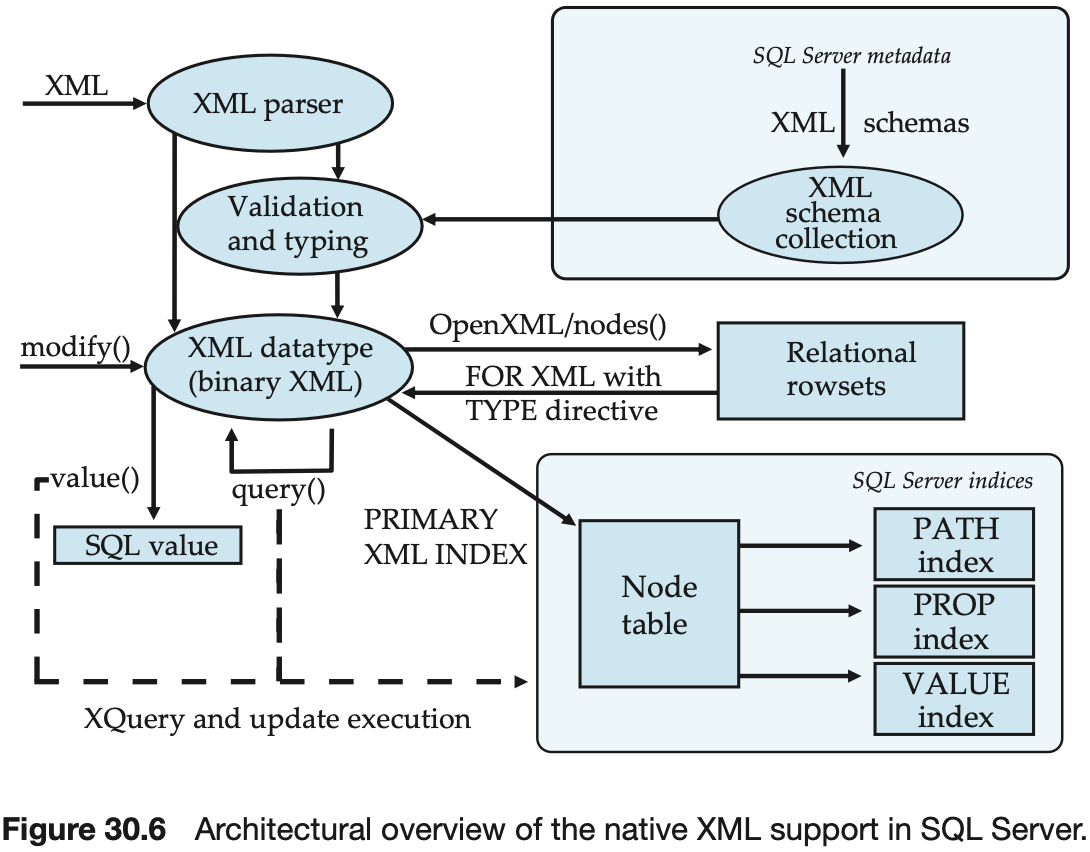 SQL Server metadata
XML
XML parser
XML schemas
XML
schema
collection
Validation
and typing
OpenXML/nodes()
modify()
XML datatype
(binary XML)
Relational
rowsets
FOR XML with
TYPE directive
value()
query()
SQL Server indices
PRIMARY
XML INDEX
SQL value
PATH
index
Node
table
PROP
index
VALUE
index
XQuery and update execution
Figure 30.6 Architectural overview of the native XML support in SQL Server.